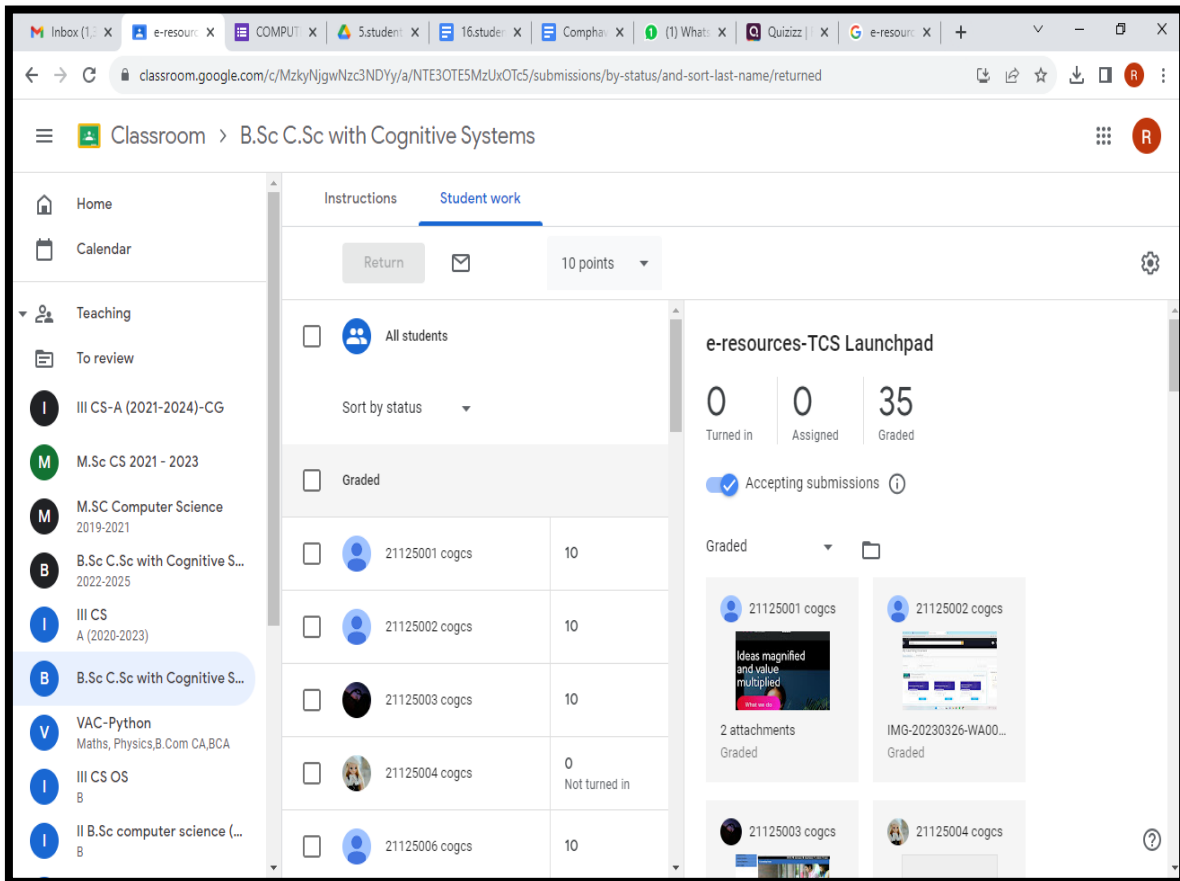 Inbox (1,
e-resourc
COMPUT
5.student
16.studen
Comphav
(1) Whats
Quizizz |
e-resourc
classroom.google.com/c/MzkyNjgwNzc3NDYy/a/NTE3OTE5MzUxOTc5/submissions/by-status/and-sort-last-name/returned
R
Classroom > B.Sc C.Sc with Cognitive Systems
R
Home
Calendar
Teaching
To review
I
III CS-A (2021-2024)-CG
M
M.Sc CS 2021 - 2023
M
M.SC Computer Science
2019-2021
B
B.Sc C.Sc with Cognitive S...
2022-2025
I
III CS
A (2020-2023)
B
B.Sc C.Sc with Cognitive S...
V
VAC-Python
Maths, Physics,B.Com CA,BCA
I
III CS OS
B
I
II B.Sc computer science (...
B
Instructions
Student work
Return
10 points
All students
Sort by status
Graded
21125001 cogcs
10
21125002 cogcs
10
21125003 cogcs
10
21125004 cogcs
0
Not turned in
21125006 cogcs
10
e-resources-TCS Launchpad
0
Turned in
0
Assigned
35
Graded
Accepting submissions
Graded
21125001 cogcs
Ideas magnified
and value
multiplied
What we do
2 attachments
Graded
21125002 cogcs
IMG-20230326-WA00...
Graded
21125003 cogcs
21125004 cogcs